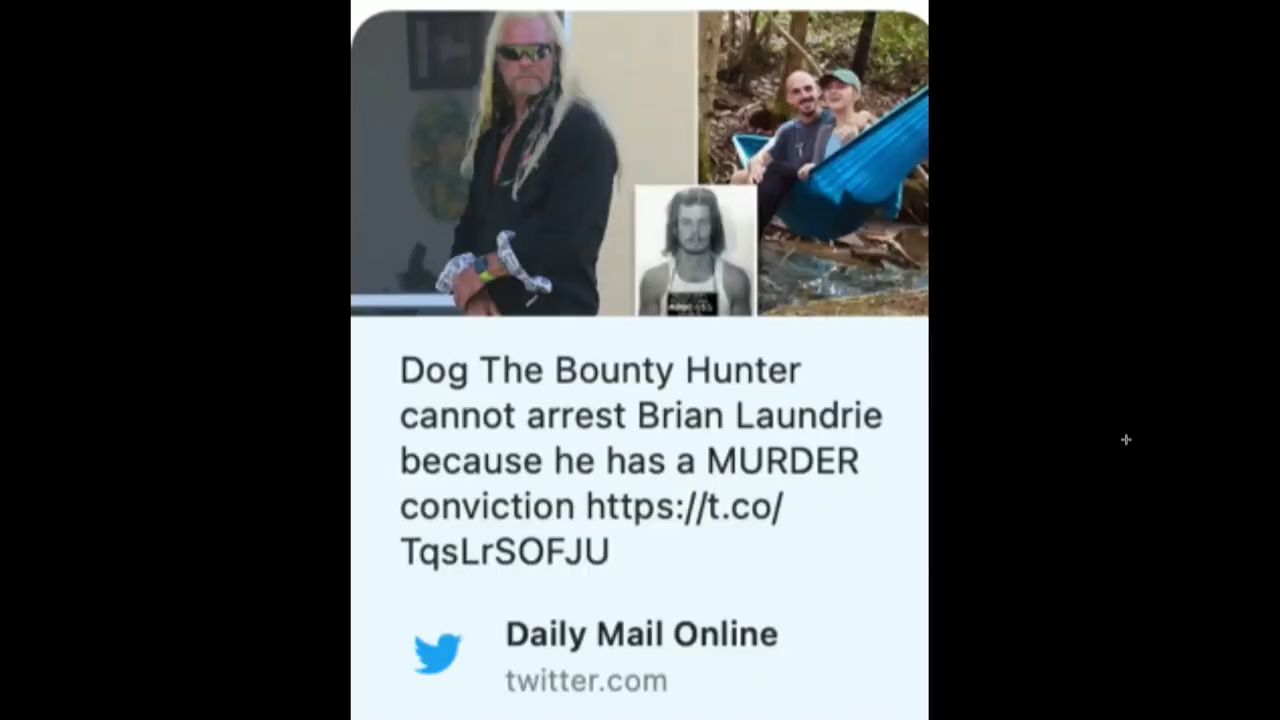 Dog The Bounty Hunter
cannot arrest Brian Laundrie
because he has a MURDER
conviction https://t.co/
TqsLrSOFJU
Daily Mail Online
twitter.com